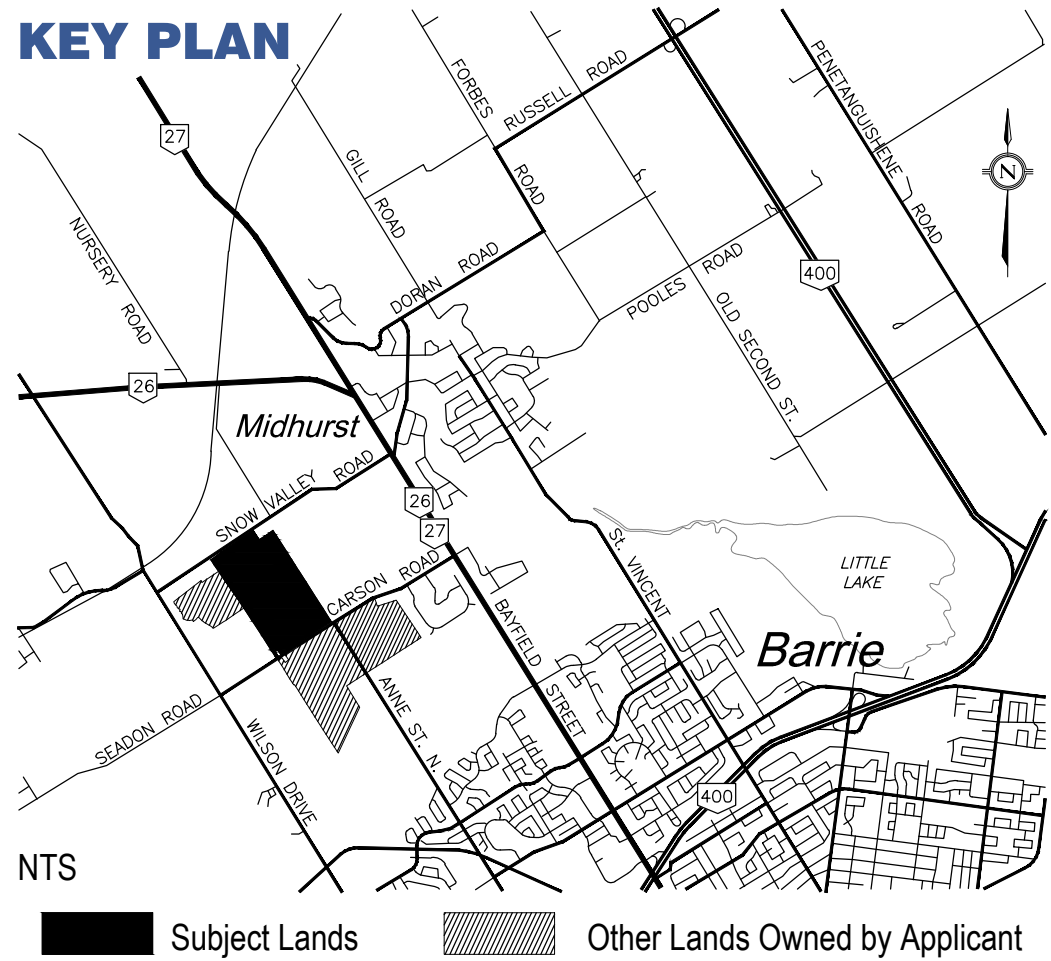 KEY PLAN
27
FORBES
ROAD
RUSSELL ROAD
PENETANGUISHENE
ROAD
GILL
ROAD
N
NURSERY
ROAD
DORAN ROAD
POOLES ROAD
400
OLD SECOND ST.
26
Midhurst
SNOW VALLEY ROAD
26
27
CARSON ROAD
St. VINCENT
LITTLE
LAKE
BAYFIELD
STREET
Barrie
ANNE ST. N.
SEADON ROAD
WILSON DRIVE
400
NTS
Subject Lands
Other Lands Owned by Applicant